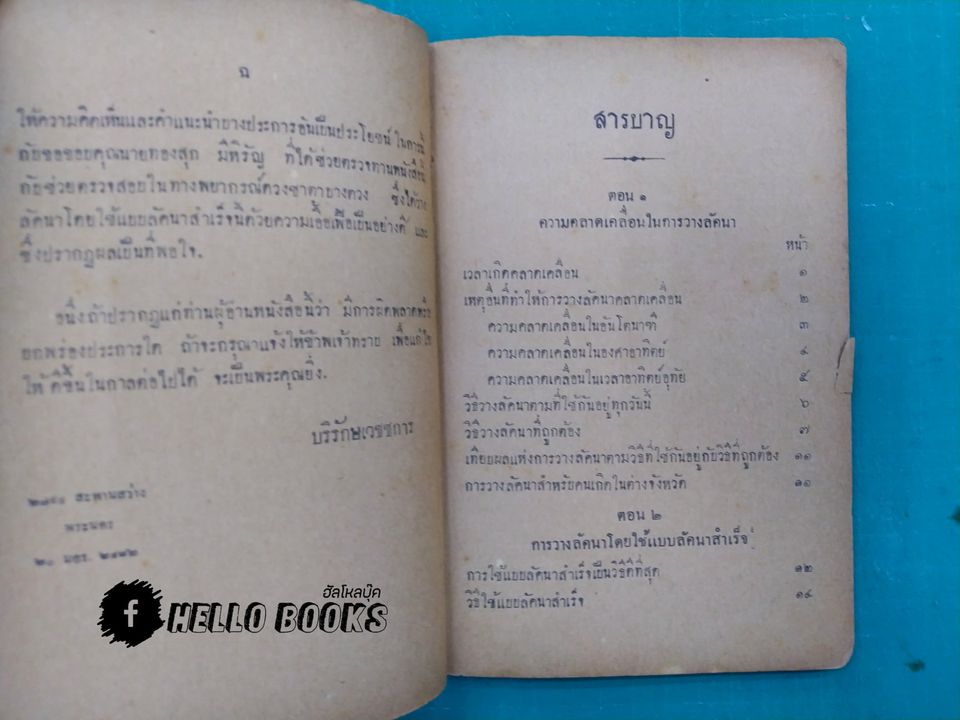 ฉ
ให้ความคิดเห็นและคำแนะนำบางประการอันเป็นประโยชน์ ในการนี้
กับขอขอบคุณนายทองสุก มีหิรัญ ที่ได้ช่วยตรวจทานหนังสือนี้
กับช่วยตรวจสอบในทางพยากรณ์ดวงชาตาบางดวง ซึ่งได้วาง
ลัคนาโดยใช้แบบลัคนาสำเร็จนี้ด้วยความเอื้อเฟื้อเป็นอย่างดี และ
ซึ่งปรากฏผลเป็นที่พอใจ.
อนึ่งถ้าปรากฏแก่ท่านผู้อ่านหนังสือนี้ว่า มีการผิดพลาดหรือ
บกพร่องประการใด ถ้าจะกรุณาแจ้งให้ข้าพเจ้าทราบ เพื่อแก้ไข
ให้ ดีขึ้นในกาลต่อไปได้ จะเป็นพระคุณยิ่ง.
บริรักษเวชชการ
สะพานสว่าง
พระนคร
๒๔๘๒
ฮัลโหลบุ๊ค
f HELLO BOOKS
สารบาญ
ตอน ๑
ความคลาดเคลื่อนในการวางลัคนา
หน้า
เวลาเกิดคลาดเคลื่อน ๑
เหตุอื่นที่ทำให้การวางลัคนาคลาดเคลื่อน ๒
ความคลาดเคลื่อนในอันโตนาฑี ๓
ความคลาดเคลื่อนในองศาอาทิตย์ ๔
ความคลาดเคลื่อนในเวลาอาทิตย์อุทัย ๕
วิธีวางลัคนาตามที่ใช้กันอยู่ทุกวันนี้ ๖
วิธีวางลัคนาที่ถูกต้อง ๗
เทียบผลแห่งการวางลัคนาตามวิธีที่ใช้กันอยู่กับวิธีที่ถูกต้อง ๑๑
การวางลัคนาสำหรับคนเกิดในต่างจังหวัด
ตอน ๒
การวางลัคนาโดยใช้แบบลัคนาสำเร็จ
การใช้แบบลัคนาสำเร็จเป็นวิธีดีที่สุด ๑๒
วิธีใช้แบบลัคนาสำเร็จ ๑๔